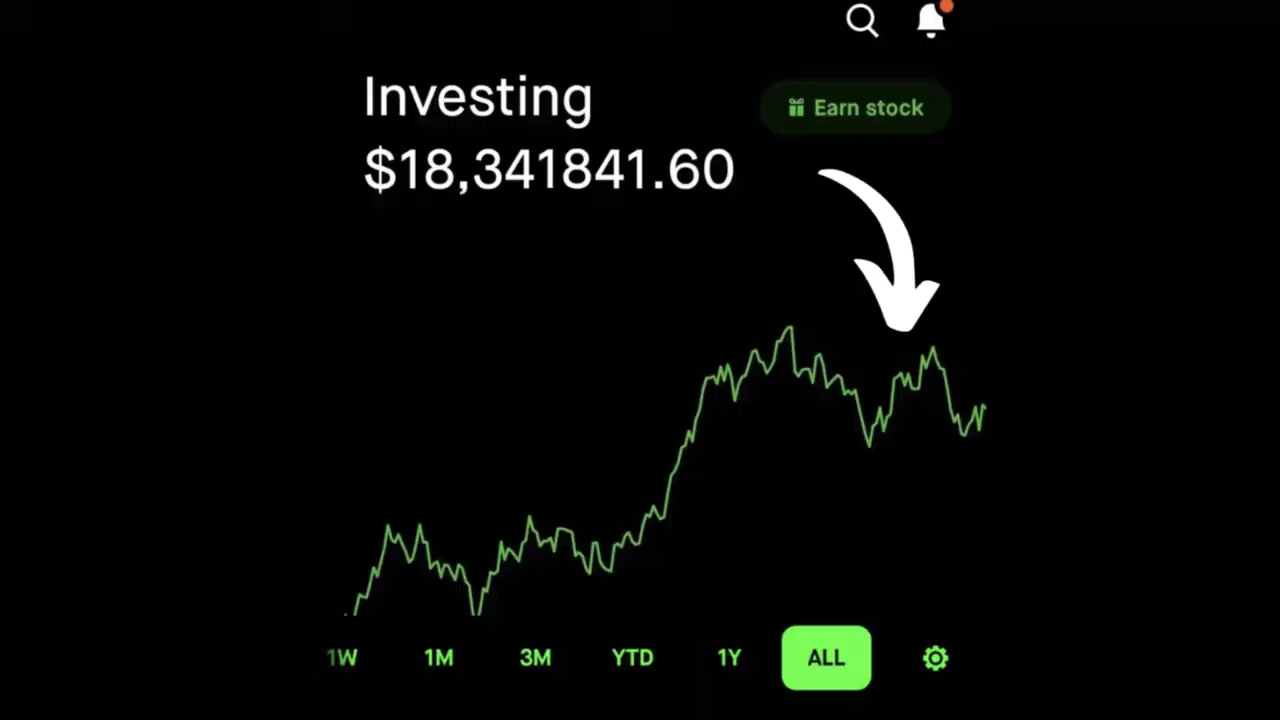 Investing
Earn stock
$18,341841.60
1W 1M 3M YTD 1Y ALL